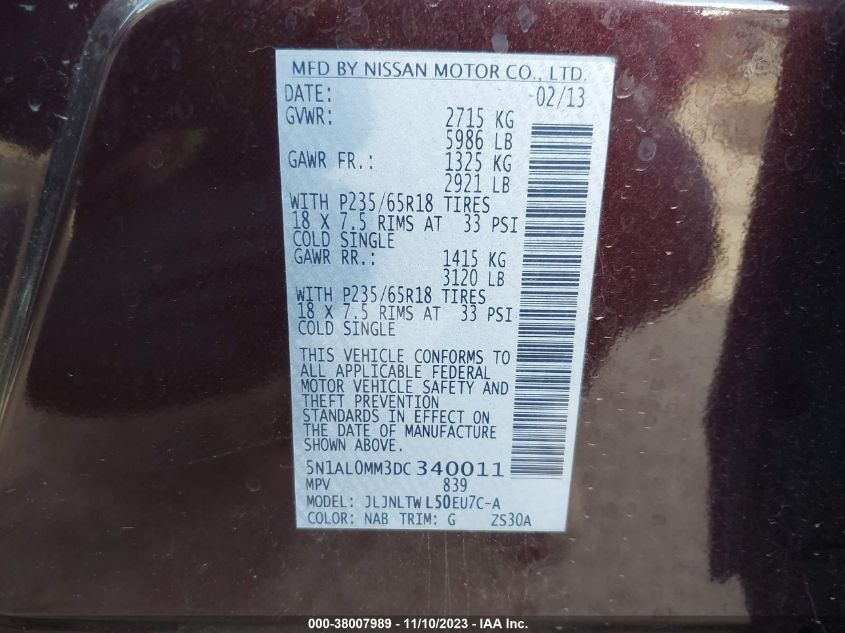 MFD BY NISSAN MOTOR CO., LTD.
DATE: 02/13
GVWR: 2715 KG
5986 LB
GAWR FR.: 1325 KG
2921 LB
WITH P235/65R18 TIRES
18 X 7.5 RIMS AT 33 PSI
COLD SINGLE
GAWR RR.: 1415 KG
3120 LB
WITH P235/65R18 TIRES
18 X 7.5 RIMS AT 33 PSI
COLD SINGLE
THIS VEHICLE CONFORMS TO
ALL APPLICABLE FEDERAL
MOTOR VEHICLE SAFETY AND
THEFT PREVENTION
STANDARDS IN EFFECT ON
THE DATE OF MANUFACTURE
SHOWN ABOVE.
5N1AL0MM3DC 340011
MPV 839
MODEL: JLJNLTWL50EU7C-A
COLOR: NAB TRIM: G ZS30A
000-38007989 - 11/10/2023 - IAA Inc.